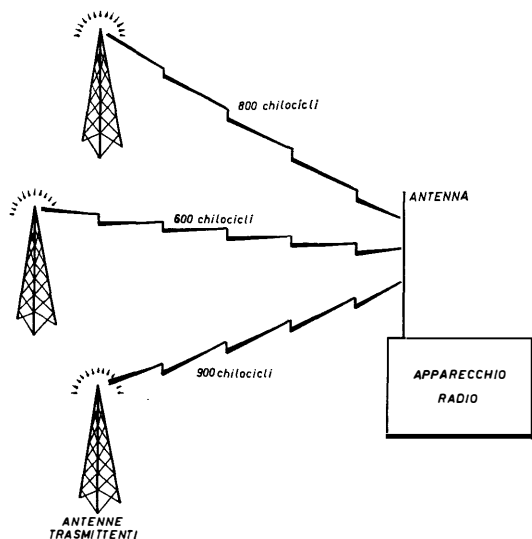 800 chilocicli
ANTENNA
600 chilocicli
900 chilocicli
APPARECCHIO
RADIO
ANTENNE
TRASMITTENTI